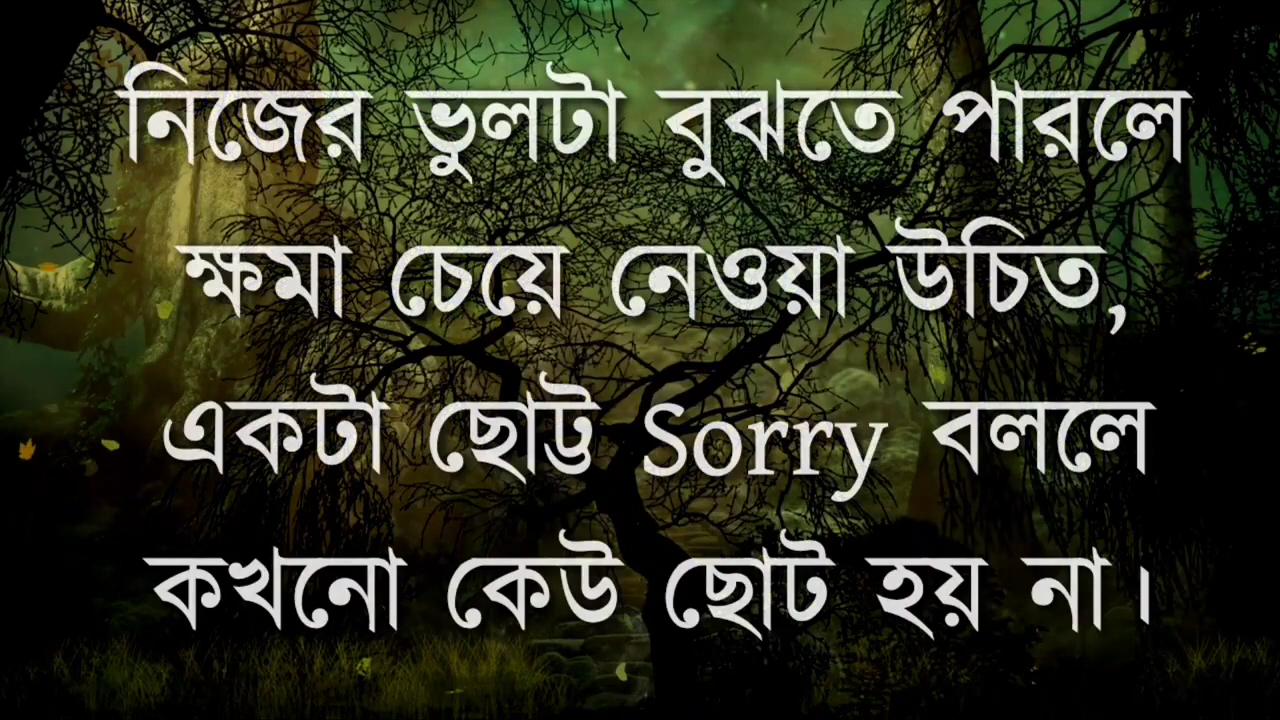 নিজের ভুলটা বুঝতে পারলে
ক্ষমা চেয়ে নেওয়া উচিত,
একটা ছোট্ট Sorry বললে
কখনো কেউ ছোট হয় না।